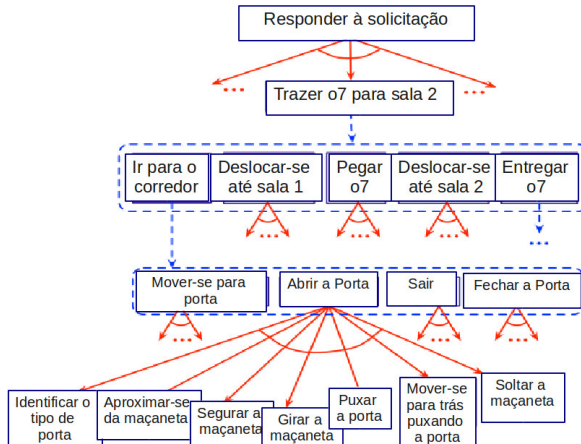 Responder à solicitação
...
Trazer o7 para sala 2
...
Ir para o
corredor
Deslocar-se
até sala 1
Pegar
o7
Deslocar-se
até sala 2
Entregar
o7
...
...
...
...
Mover-se para
porta
Abrir a Porta
Sair
Fechar a Porta
...
...
...
Identificar o
tipo de
porta
Aproximar-se
da maçaneta
Segurar a
maçaneta
Girar a
maçaneta
Puxar
a porta
Mover-se
para trás
puxando
a porta
Soltar a
maçaneta